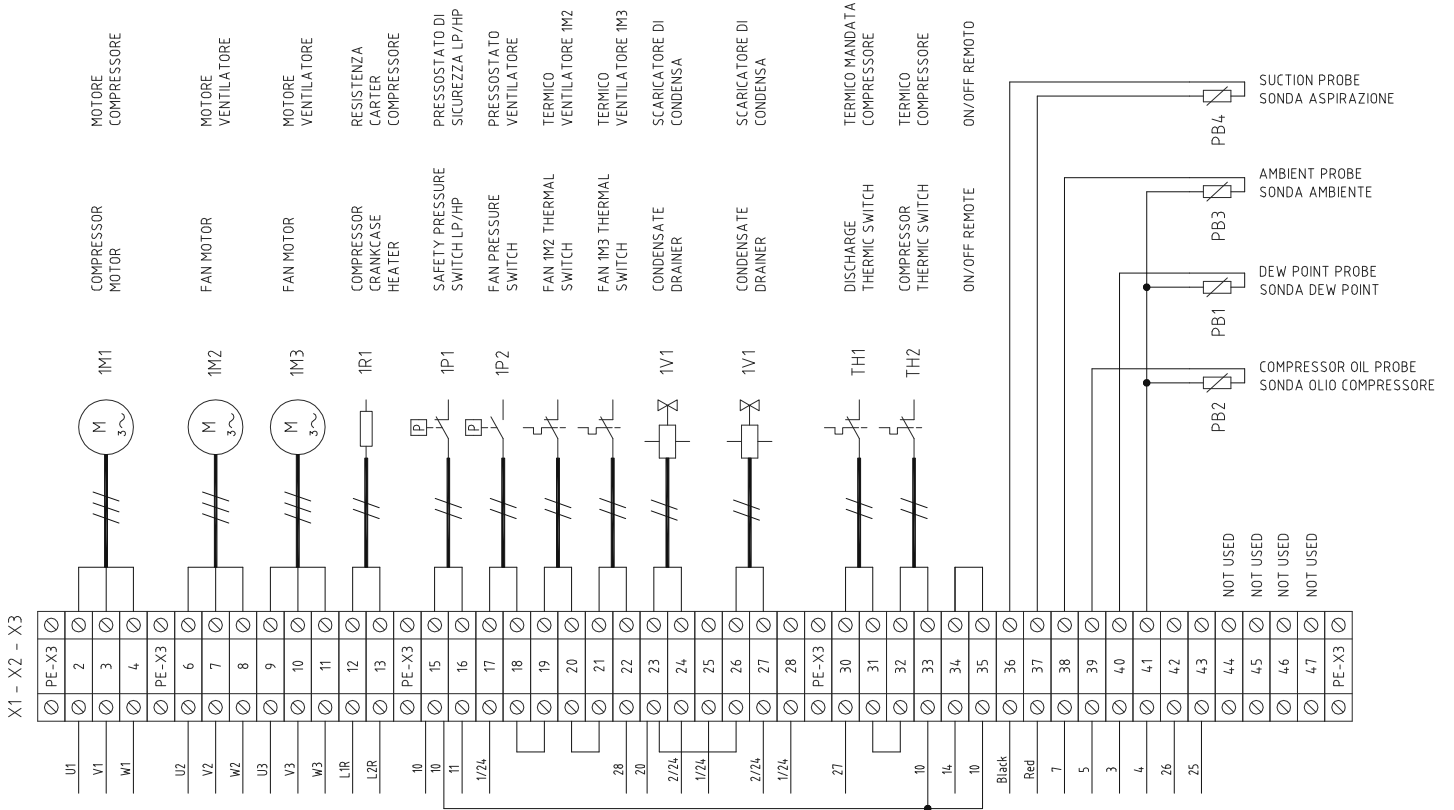 MOTORE
COMPRESSORE
MOTORE
VENTILATORE
MOTORE
VENTILATORE
RESISTENZA
CARTER
COMPRESSORE
PRESSOSTATO DI
SICUREZZA LP/HP
PRESSOSTATO
VENTILATORE
TERMICO
VENTILATORE 1M2
TERMICO
VENTILATORE 1M3
SCARICATORE DI
CONDENSA
SCARICATORE DI
CONDENSA
TERMICO MANDATA
COMPRESSORE
TERMICO
COMPRESSORE
ON/OFF REMOTO
COMPRESSOR
MOTOR
FAN MOTOR
FAN MOTOR
COMPRESSOR
CRANKCASE
HEATER
SAFETY PRESSURE
SWITCH LP/HP
FAN PRESSURE
SWITCH
FAN 1M2 THERMAL
SWITCH
FAN 1M3 THERMAL
SWITCH
CONDENSATE
DRAINER
CONDENSATE
DRAINER
DISCHARGE
THERMIC SWITCH
COMPRESSOR
THERMIC SWITCH
ON/OFF REMOTE
1M1
1M2
1M3
1R1
1P1
1P2
1V1
1V1
TH1
TH2
M
3~
M
3~
M
3~
P
P
SUCTION PROBE
SONDA ASPIRAZIONE
PB4
AMBIENT PROBE
SONDA AMBIENTE
PB3
DEW POINT PROBE
SONDA DEW POINT
PB1
COMPRESSOR OIL PROBE
SONDA OLIO COMPRESSORE
PB2
NOT USED
NOT USED
NOT USED
NOT USED
X1 - X2 - X3
PE-X3
2
3
4
PE-X3
6
7
8
9
10
11
12
13
PE-X3
15
16
17
18
19
20
21
22
23
24
25
26
27
28
PE-X3
30
31
32
33
34
35
36
37
38
39
40
41
42
43
44
45
46
47
PE-X3
U1
V1
W1
U2
V2
W2
U3
V3
W3
L1R
L2R
10
10
11
1/24
28
20
2/24
1/24
2/24
1/24
27
10
14
10
Black
Red
7
5
3
4
26
25